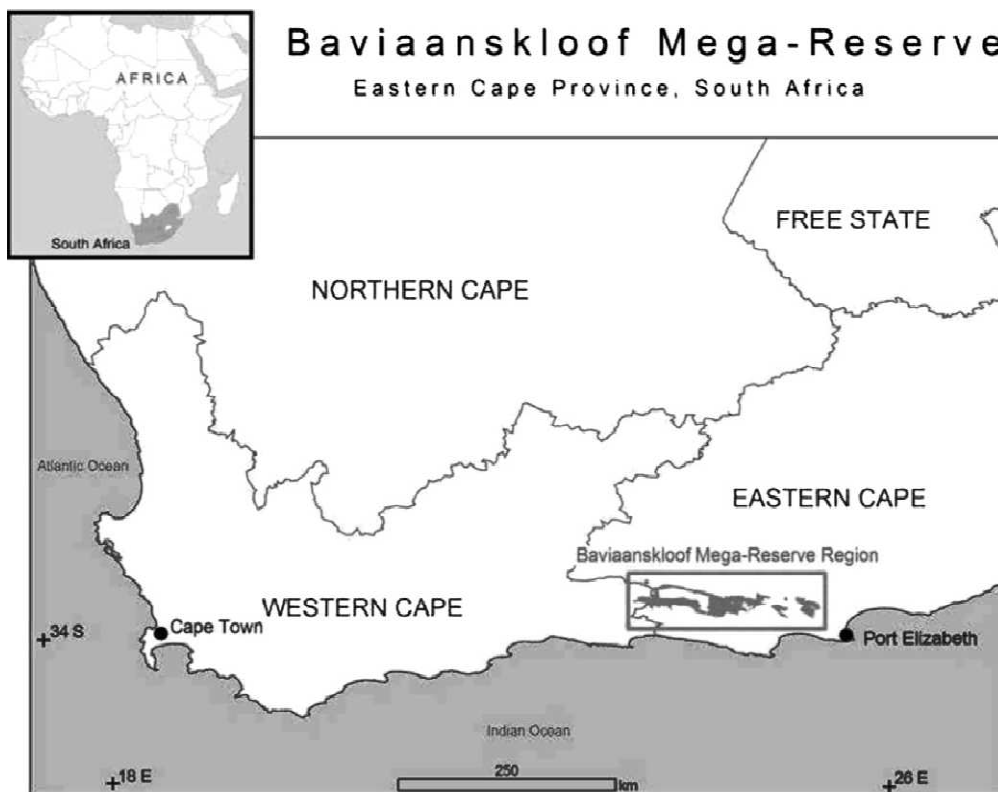 Baviaanskloof Mega-Reserve
Eastern Cape Province, South Africa
AFRICA
South Africa
FREE STATE
NORTHERN CAPE
Atlantic Ocean
EASTERN CAPE
Baviaanskloof Mega-Reserve Region
WESTERN CAPE
Cape Town
34 S
Port Elizabeth
Indian Ocean
18 E
250
km
26 E